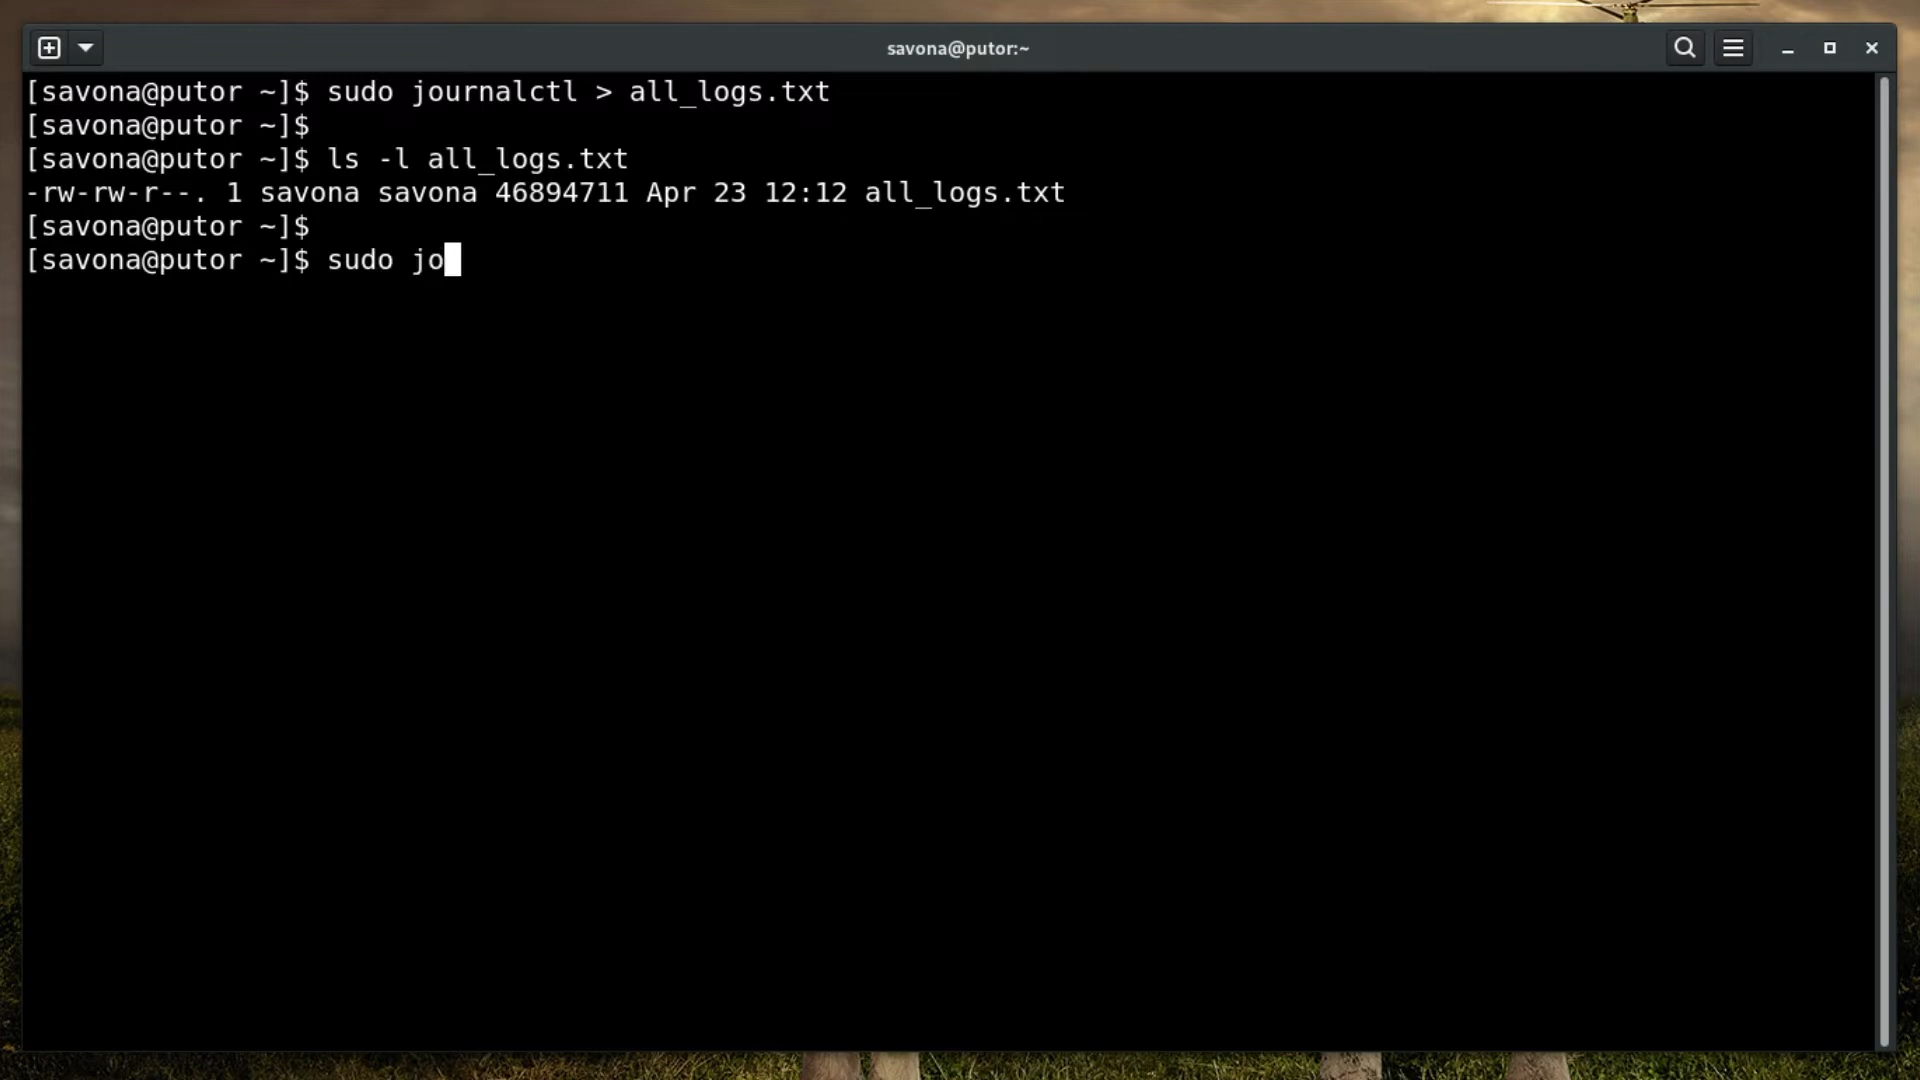 savona@putor:~
[savona@putor ~]$ sudo journalctl > all_logs.txt
[savona@putor ~]$
[savona@putor ~]$ ls -l all_logs.txt
-rw-rw-r--. 1 savona savona 46894711 Apr 23 12:12 all_logs.txt
[savona@putor ~]$
[savona@putor ~]$ sudo jo